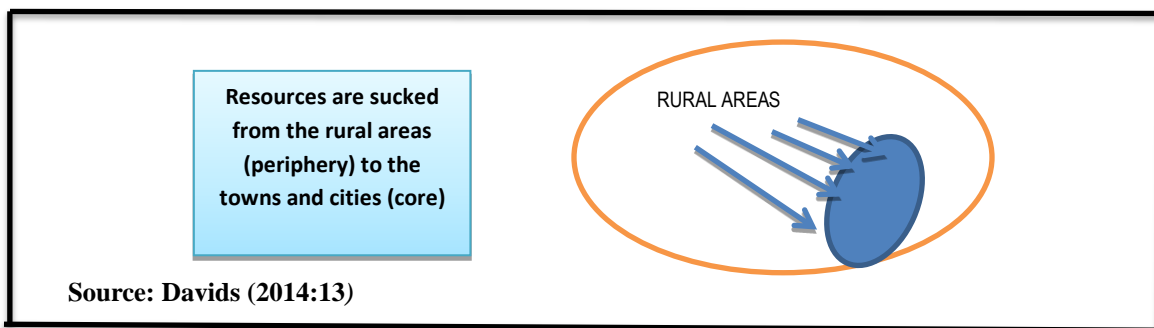 Resources are sucked
from the rural areas
(periphery) to the
towns and cities (core)
RURAL AREAS
Source: Davids (2014:13)